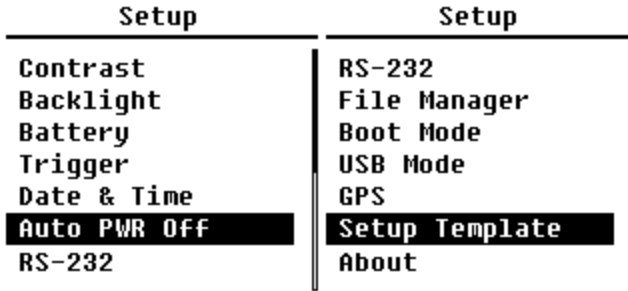 Setup
Contrast
Backlight
Battery
Trigger
Date & Time
Auto PWR Off
RS-232
Setup
RS-232
File Manager
Boot Mode
USB Mode
GPS
Setup Template
About